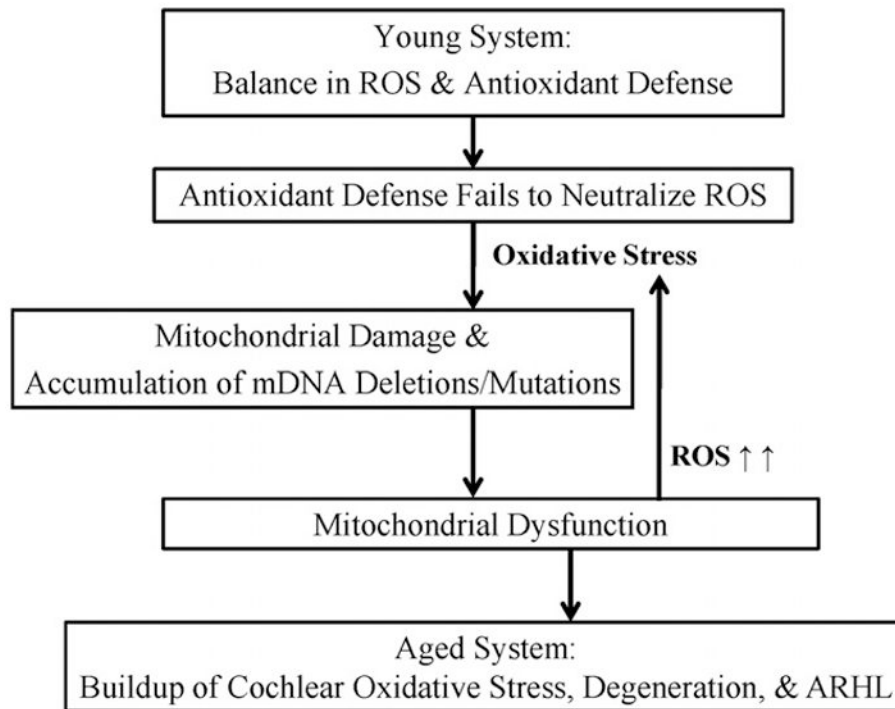 Young System:
Balance in ROS & Antioxidant Defense
Antioxidant Defense Fails to Neutralize ROS
Oxidative Stress
Mitochondrial Damage &
Accumulation of mDNA Deletions/Mutations
ROS ↑ ↑
Mitochondrial Dysfunction
Aged System:
Buildup of Cochlear Oxidative Stress, Degeneration, & ARHL